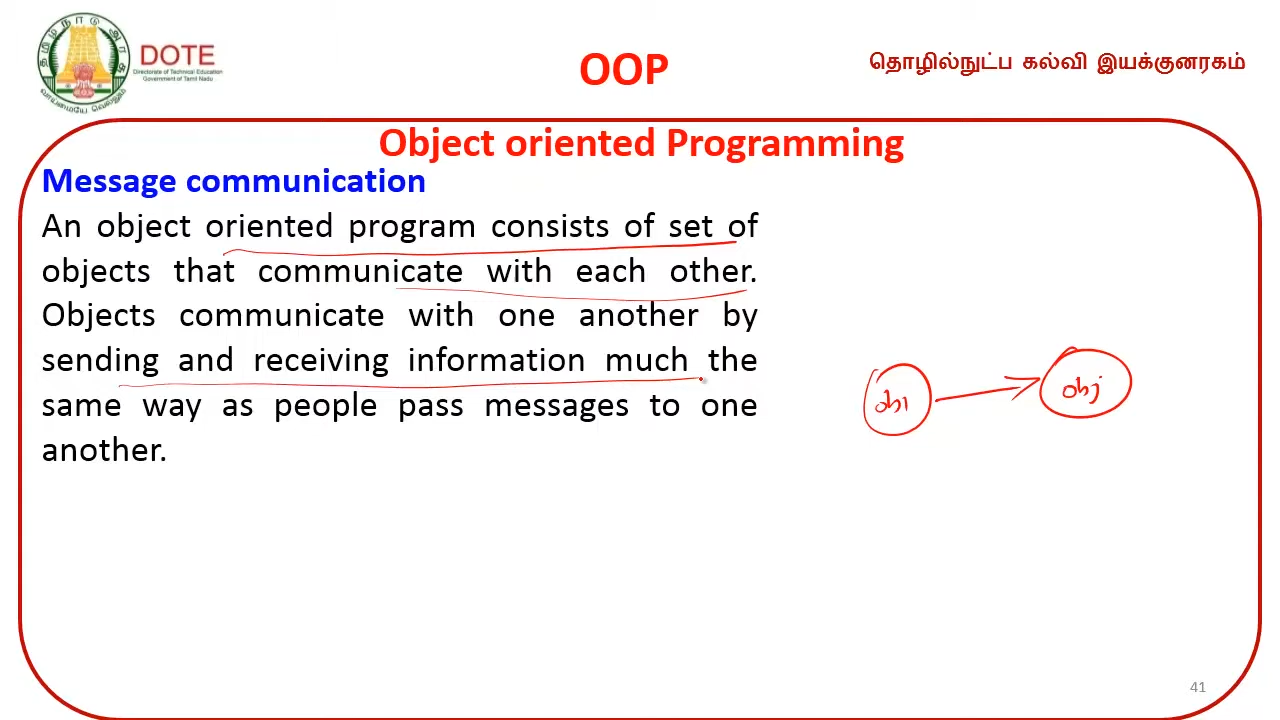 தமிழ் நாடு அரசு
வாய்மையே வெல்லும்
DOTE
Directorate of Technical Education
Government of Tamil Nadu
OOP
தொழில்நுட்ப கல்வி இயக்குனரகம்
Object oriented Programming
Message communication
An object oriented program consists of set of
objects that communicate with each other.
Objects communicate with one another by
sending and receiving information much the
same way as people pass messages to one
another.
obj
41